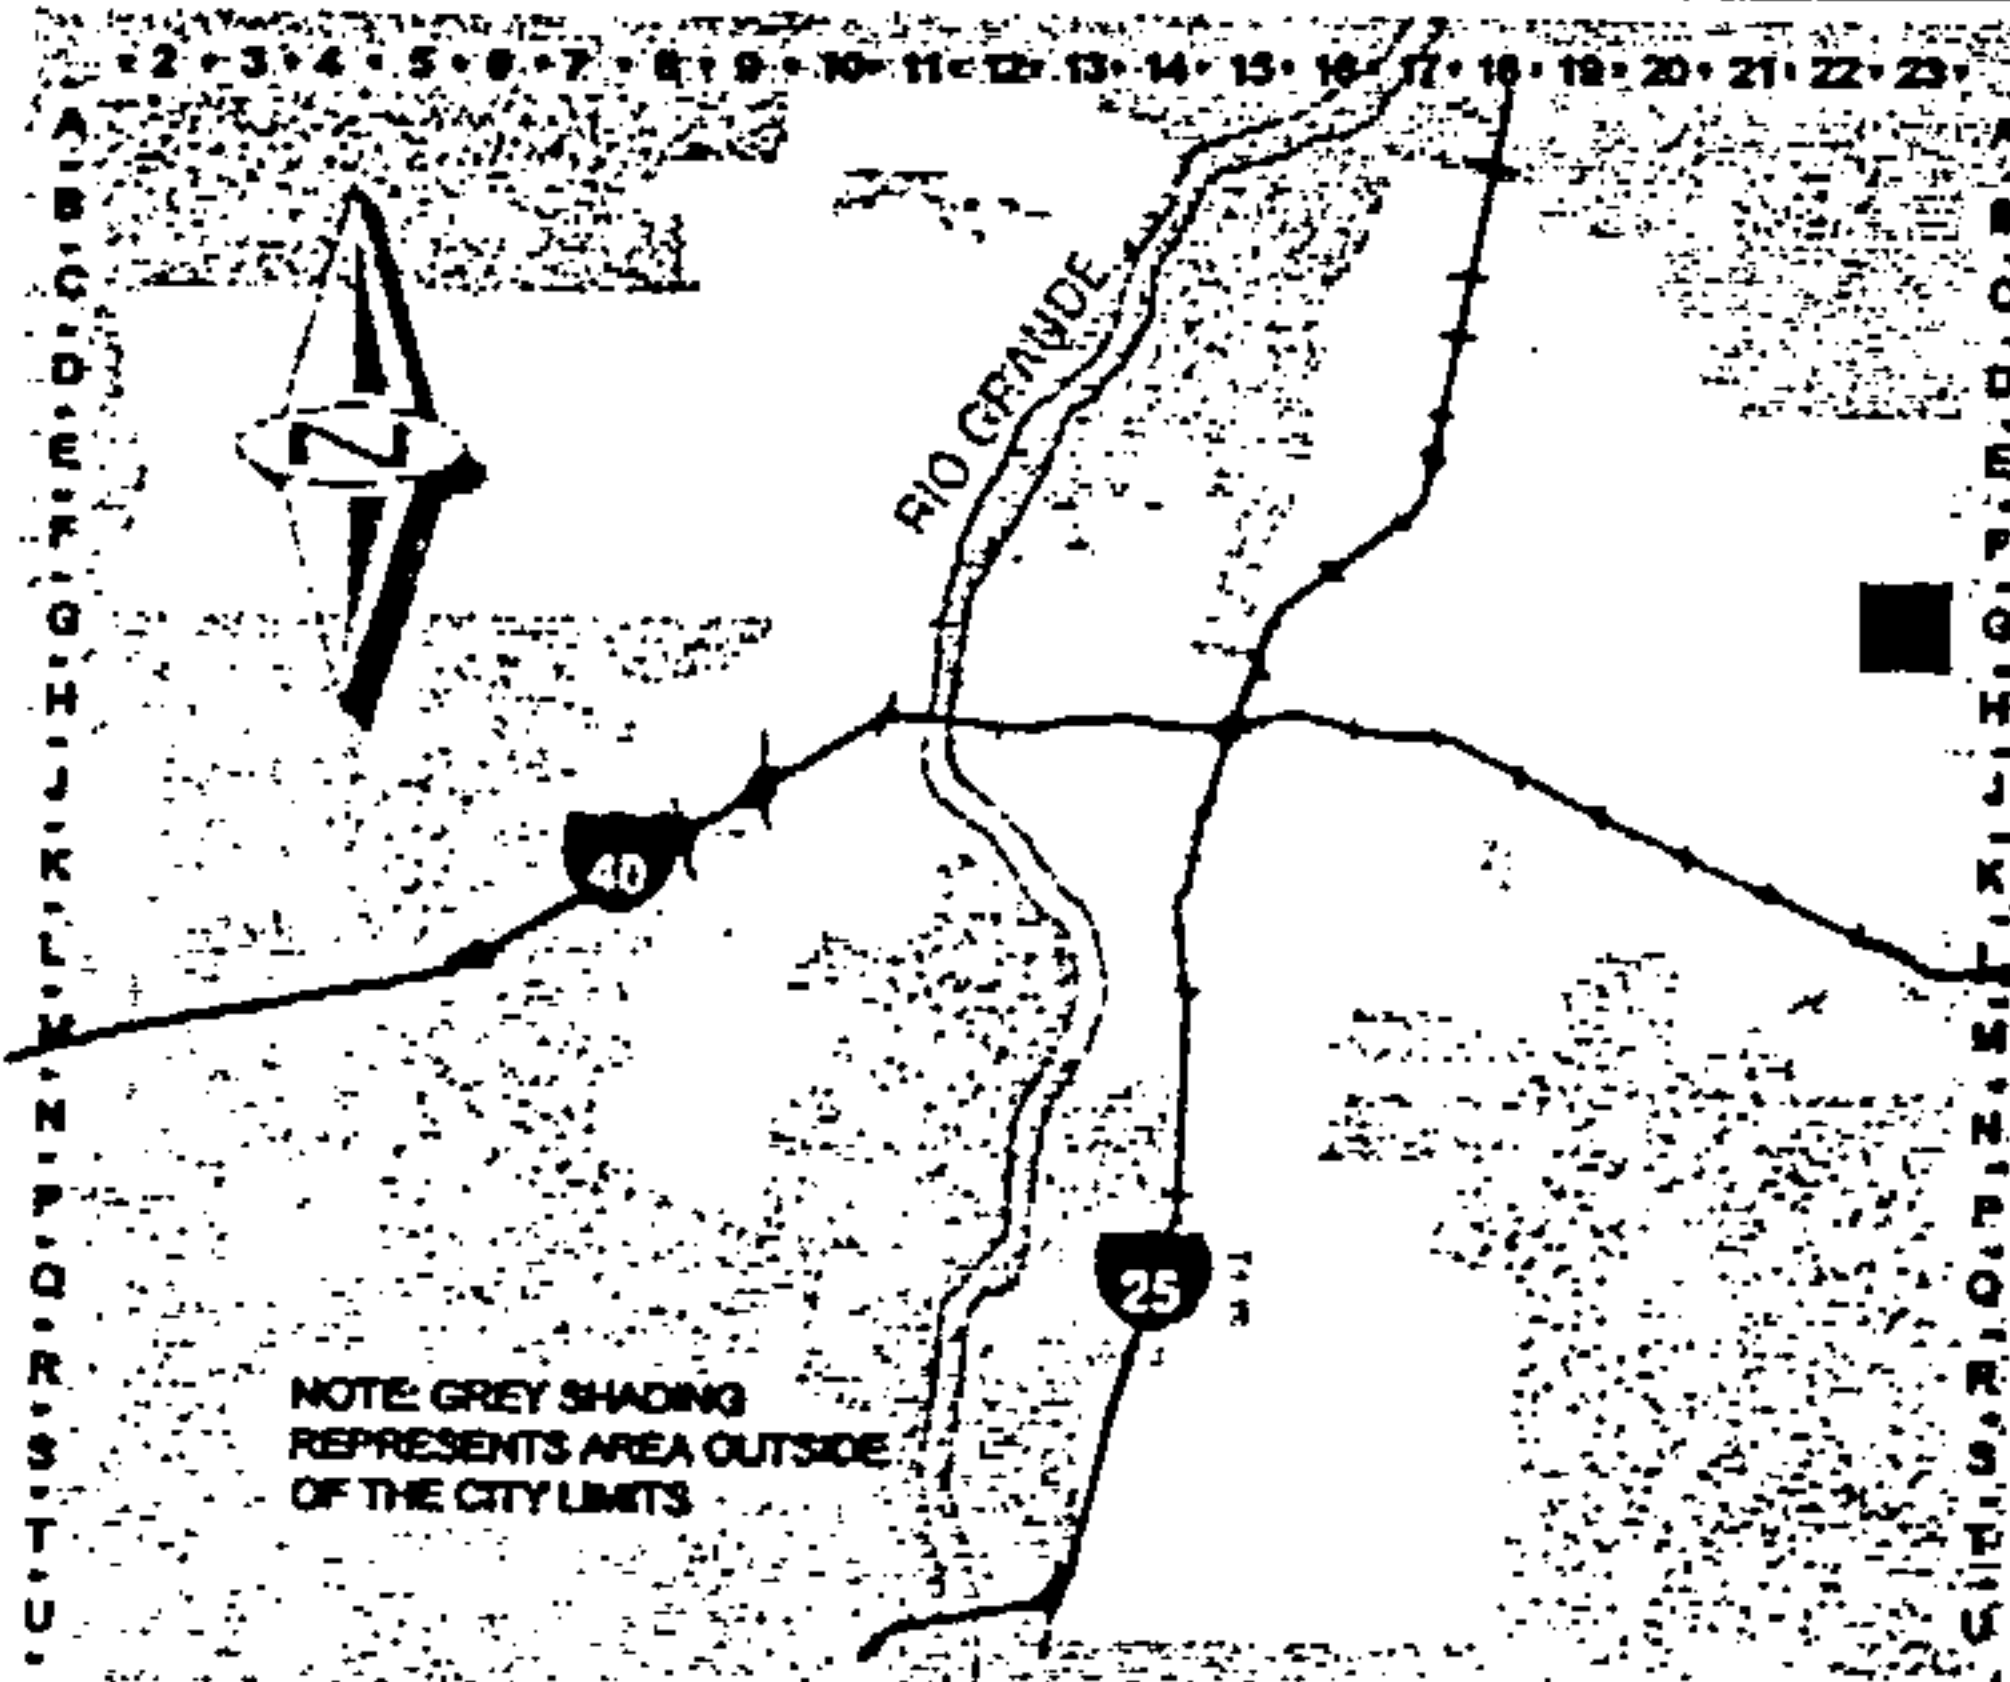 2 • 3 • 4 • 5 • 6 • 7 • 8 • 9 • 10 • 11 • 12 • 13 • 14 • 15 • 16 • 17 • 18 • 19 • 20 • 21 • 22 • 23
A
B
C
D
E
F
G
H
J
K
L
M
N
P
Q
R
S
T
U
N
RIO GRANDE
40
25
NOTE: GREY SHADING
REPRESENTS AREA OUTSIDE
OF THE CITY LIMITS
A
B
C
D
E
F
G
H
J
K
L
M
N
P
Q
R
S
T
U